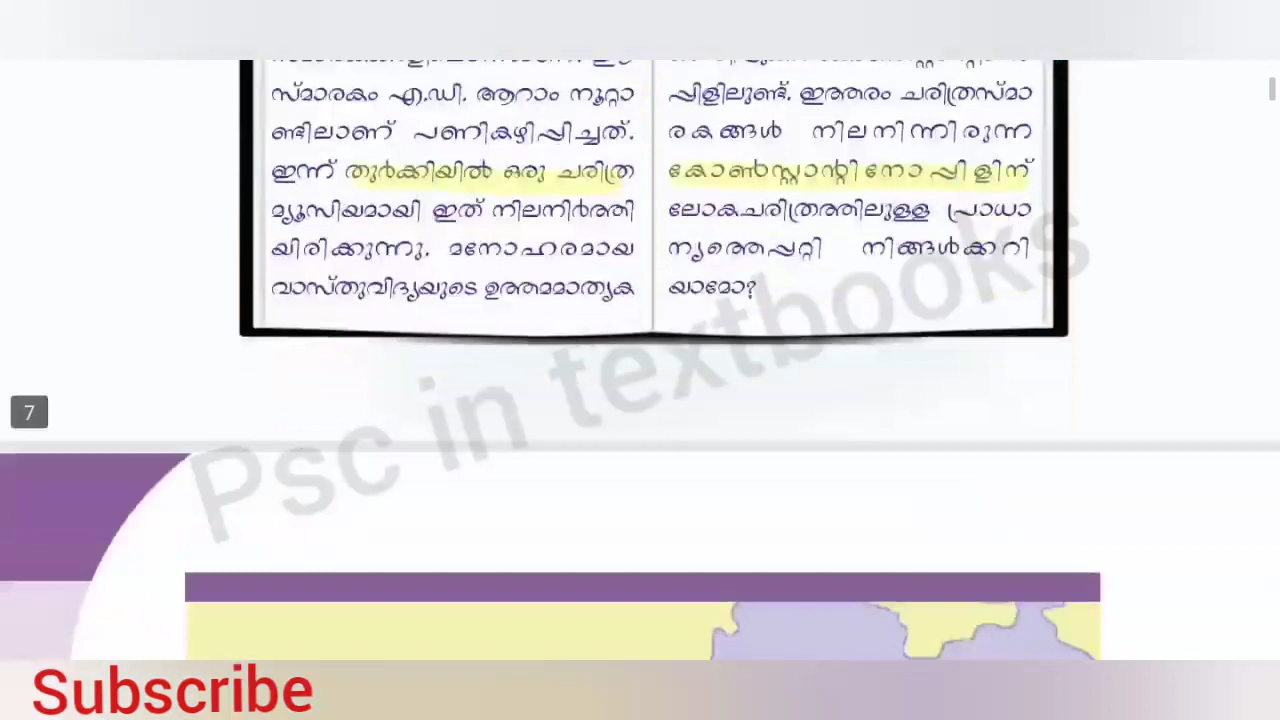 സ്മാരകം എ.ഡി. ആറാം നൂറ്റാ
ണ്ടിലാണ് പണികഴിപ്പിച്ചത്.
ഇന്ന് തുർക്കിയിൽ ഒരു ചരിത്ര
മ്യൂസിയമായി ഇത് നിലനിർത്തി
യിരിക്കുന്നു. മനോഹരമായ
വാസ്തുവിദ്യയുടെ ഉത്തമമാതൃക
പ്പിളിലുണ്ട്. ഇത്തരം ചരിത്രസ്മാ
രകങ്ങൾ നിലനിന്നിരുന്ന
കോൺസ്റ്റാന്റിനോപ്പിളിന്
ലോകചരിത്രത്തിലുള്ള പ്രാധാ
ന്യത്തെപ്പറ്റി നിങ്ങൾക്കറി
യാമോ?
Psc in textbooks
7
Subscribe